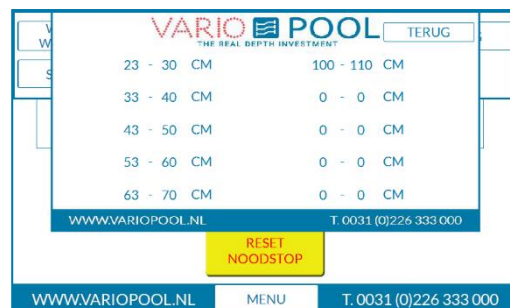 VARIO POOL
THE REAL DEPTH INVESTMENT
TERUG
W
W
S
S
23 - 30 CM 100 - 110 CM
33 - 40 CM 0 - 0 CM
43 - 50 CM 0 - 0 CM
53 - 60 CM 0 - 0 CM
63 - 70 CM 0 - 0 CM
WWW.VARIOPOOL.NL T. 0031 (0)226 333 000
RESET
NOODSTOP
WWW.VARIOPOOL.NL MENU T. 0031 (0)226 333 000